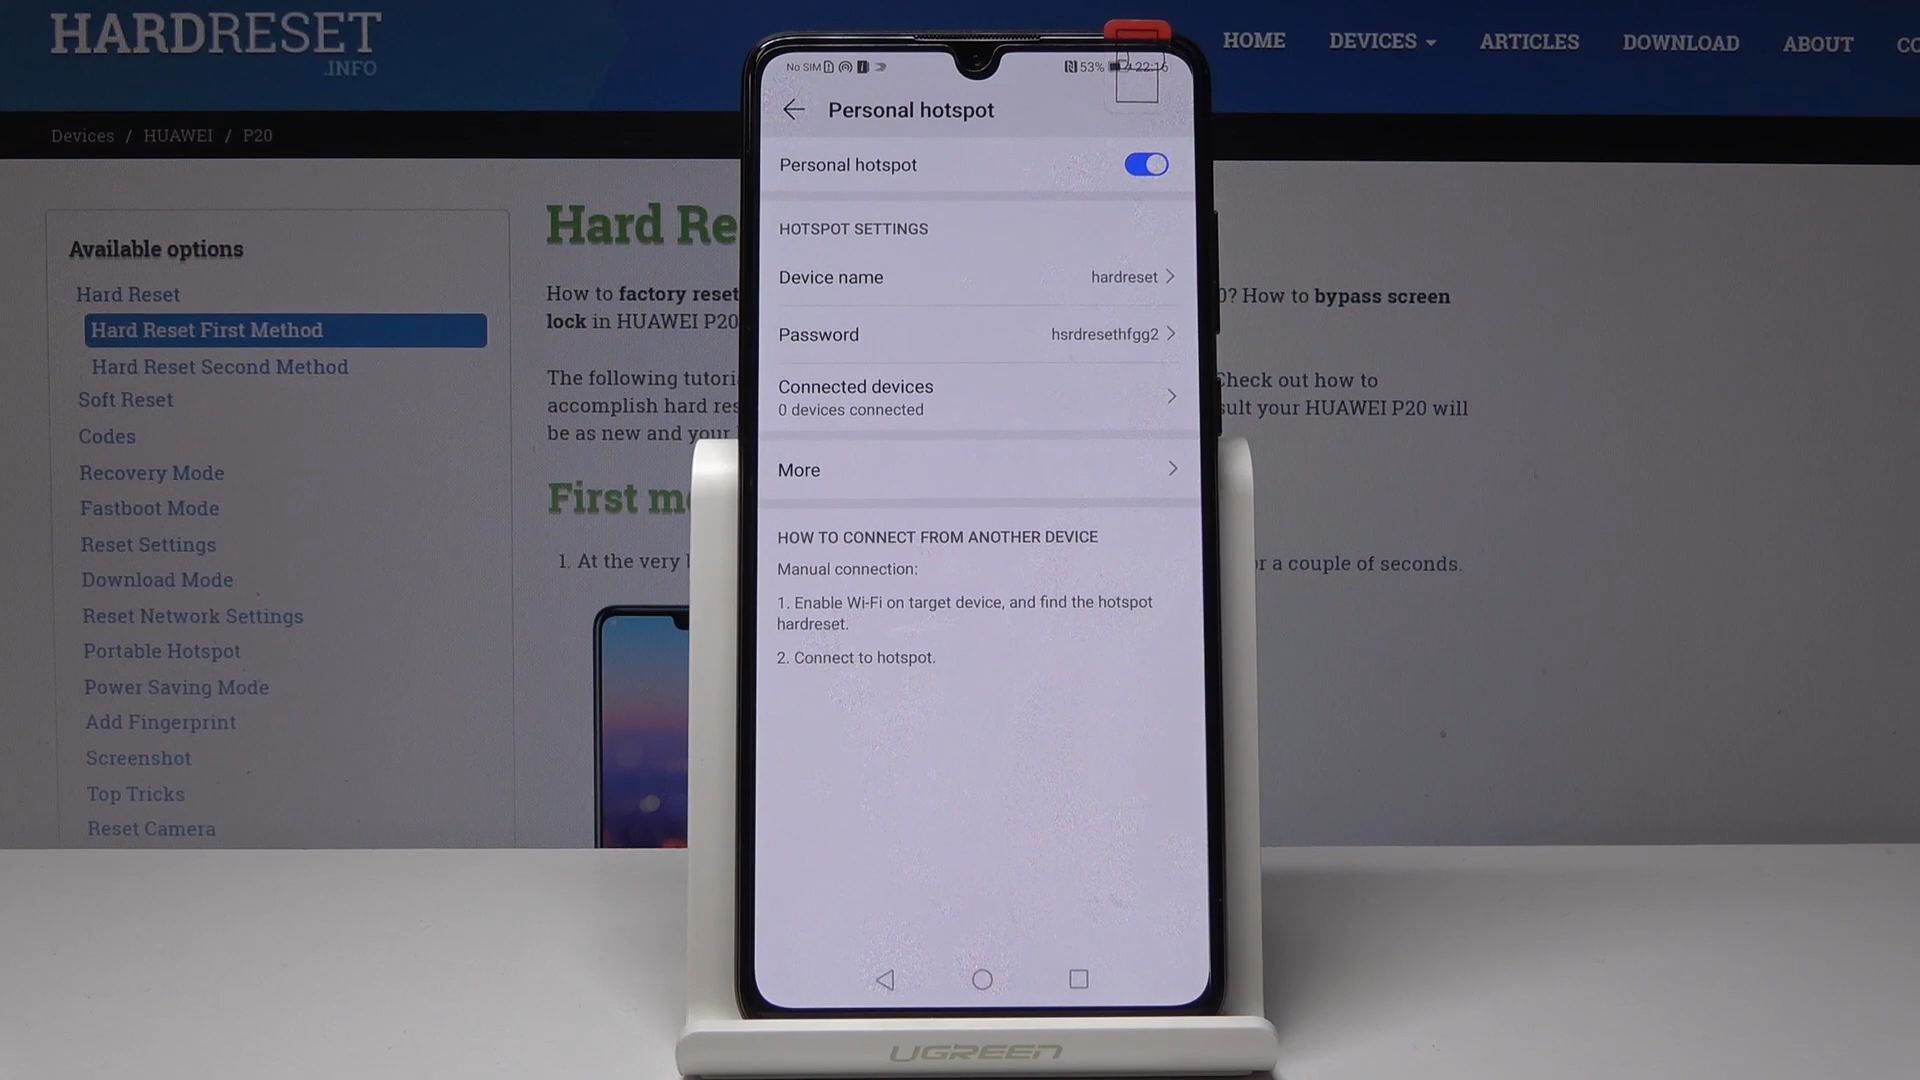 HARDRESET
.INFO
HOME DEVICES ARTICLES DOWNLOAD ABOUT CO
Devices / HUAWEI / P20
Available options
Hard Reset
Hard Reset First Method
Hard Reset Second Method
Soft Reset
Codes
Recovery Mode
Fastboot Mode
Reset Settings
Download Mode
Reset Network Settings
Portable Hotspot
Power Saving Mode
Add Fingerprint
Screenshot
Top Tricks
Reset Camera
Hard Re
How to factory reset 0? How to bypass screen
lock in HUAWEI P20
The following tutori Check out how to
accomplish hard res sult your HUAWEI P20 will
be as new and your
First m
1. At the very or a couple of seconds.
No SIM 53% 22:16
Personal hotspot
Personal hotspot
HOTSPOT SETTINGS
Device name hardreset
Password hsrdresethfgg2
Connected devices
0 devices connected
More
HOW TO CONNECT FROM ANOTHER DEVICE
Manual connection:
1. Enable Wi-Fi on target device, and find the hotspot
hardreset.
2. Connect to hotspot.
UGREEN